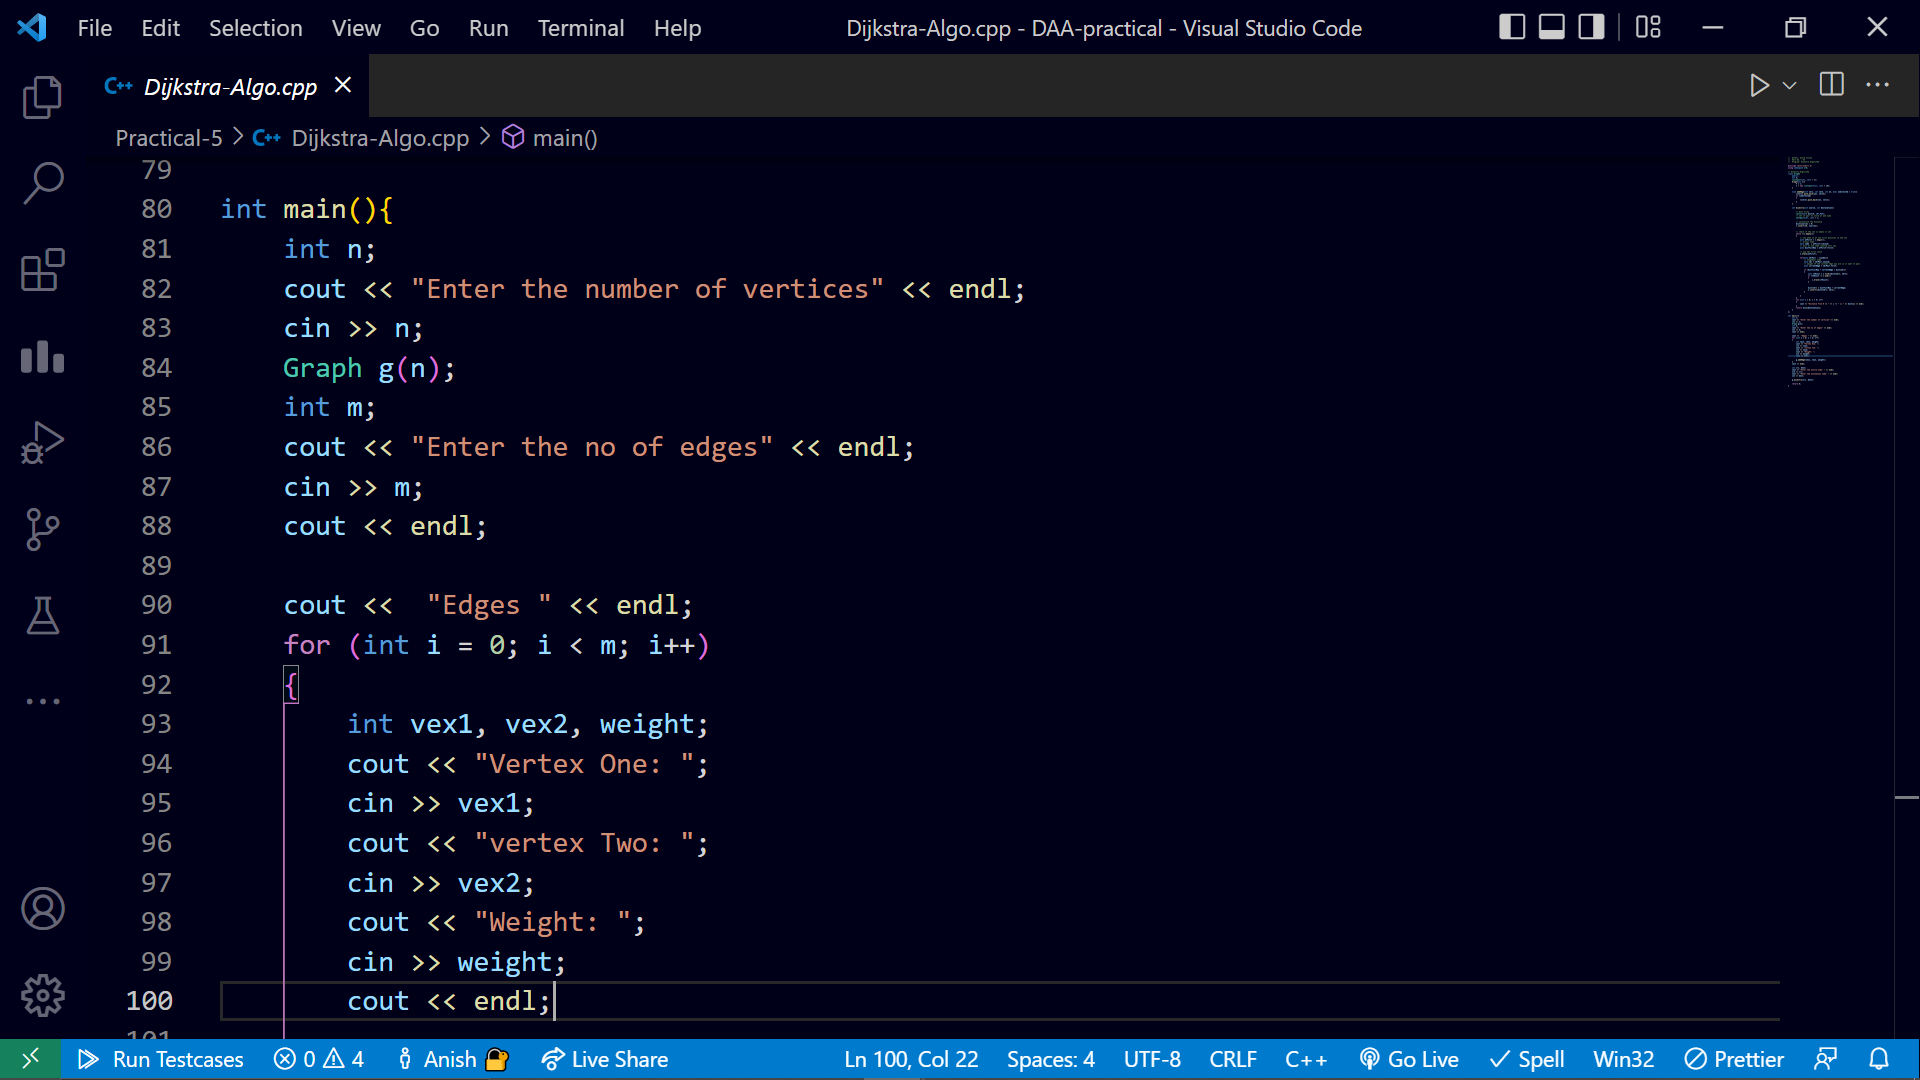 File Edit Selection View Go Run Terminal Help Dijkstra-Algo.cpp - DAA-practical - Visual Studio Code
C++ Dijkstra-Algo.cpp
Practical-5 > C++ Dijkstra-Algo.cpp > main()
79
80 int main(){
81 int n;
82 cout << "Enter the number of vertices" << endl;
83 cin >> n;
84 Graph g(n);
85 int m;
86 cout << "Enter the no of edges" << endl;
87 cin >> m;
88 cout << endl;
89
90 cout <<  "Edges " << endl;
91 for (int i = 0; i < m; i++)
92 {
93 int vex1, vex2, weight;
94 cout << "Vertex One: ";
95 cin >> vex1;
96 cout << "vertex Two: ";
97 cin >> vex2;
98 cout << "Weight: ";
99 cin >> weight;
100 cout << endl;
101
Run Testcases 0 4 Anish Live Share Ln 100, Col 22 Spaces: 4 UTF-8 CRLF C++ Go Live Spell Win32 Prettier